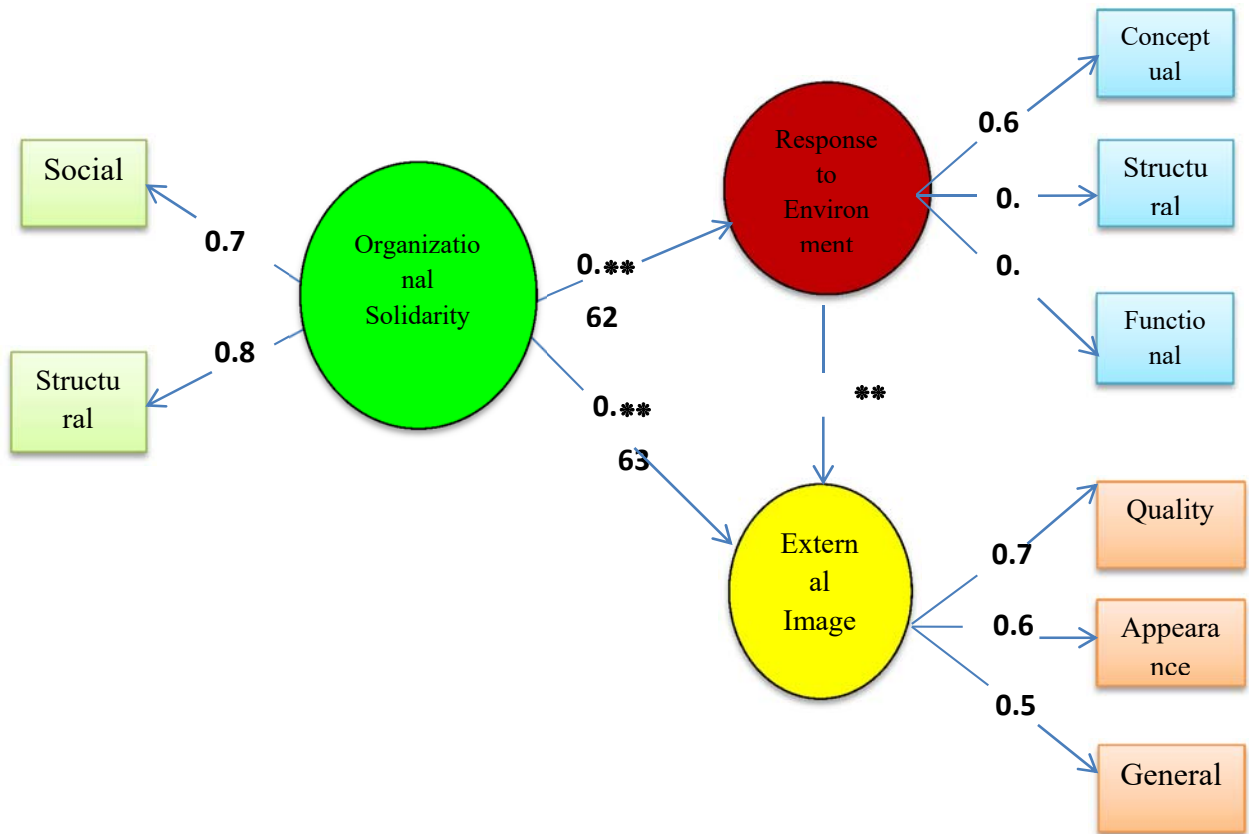 Social
0.7
Structu
ral
0.8
Organizatio
nal
Solidarity
0.**
62
0.**
63
Response
to
Environ
ment
**
Extern
al
Image
0.6
Concept
ual
0.
Structu
ral
0.
Functio
nal
0.7
Quality
0.6
Appeara
nce
0.5
General